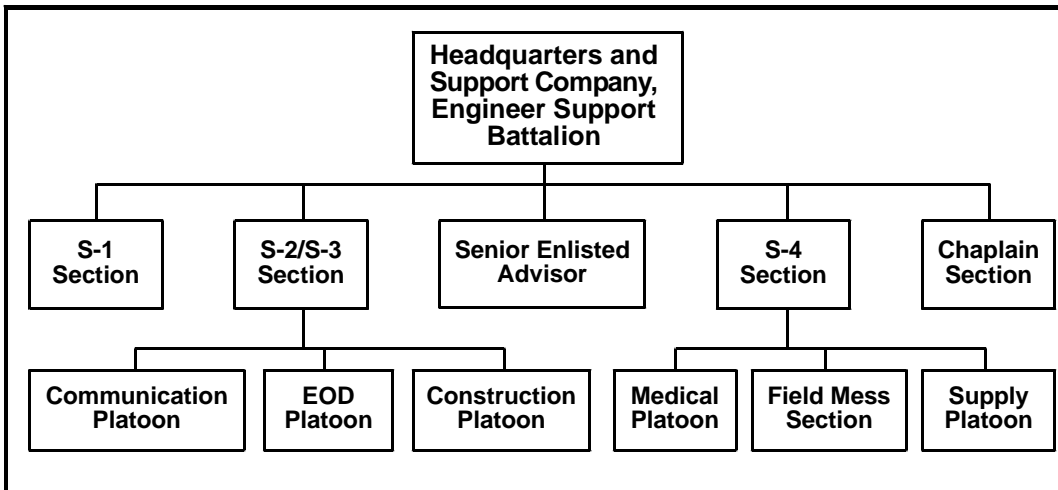 Headquarters and
Support Company,
Engineer Support
Battalion
S-1
Section
S-2/S-3
Section
Senior Enlisted
Advisor
S-4
Section
Chaplain
Section
Communication
Platoon
EOD
Platoon
Construction
Platoon
Medical
Platoon
Field Mess
Section
Supply
Platoon